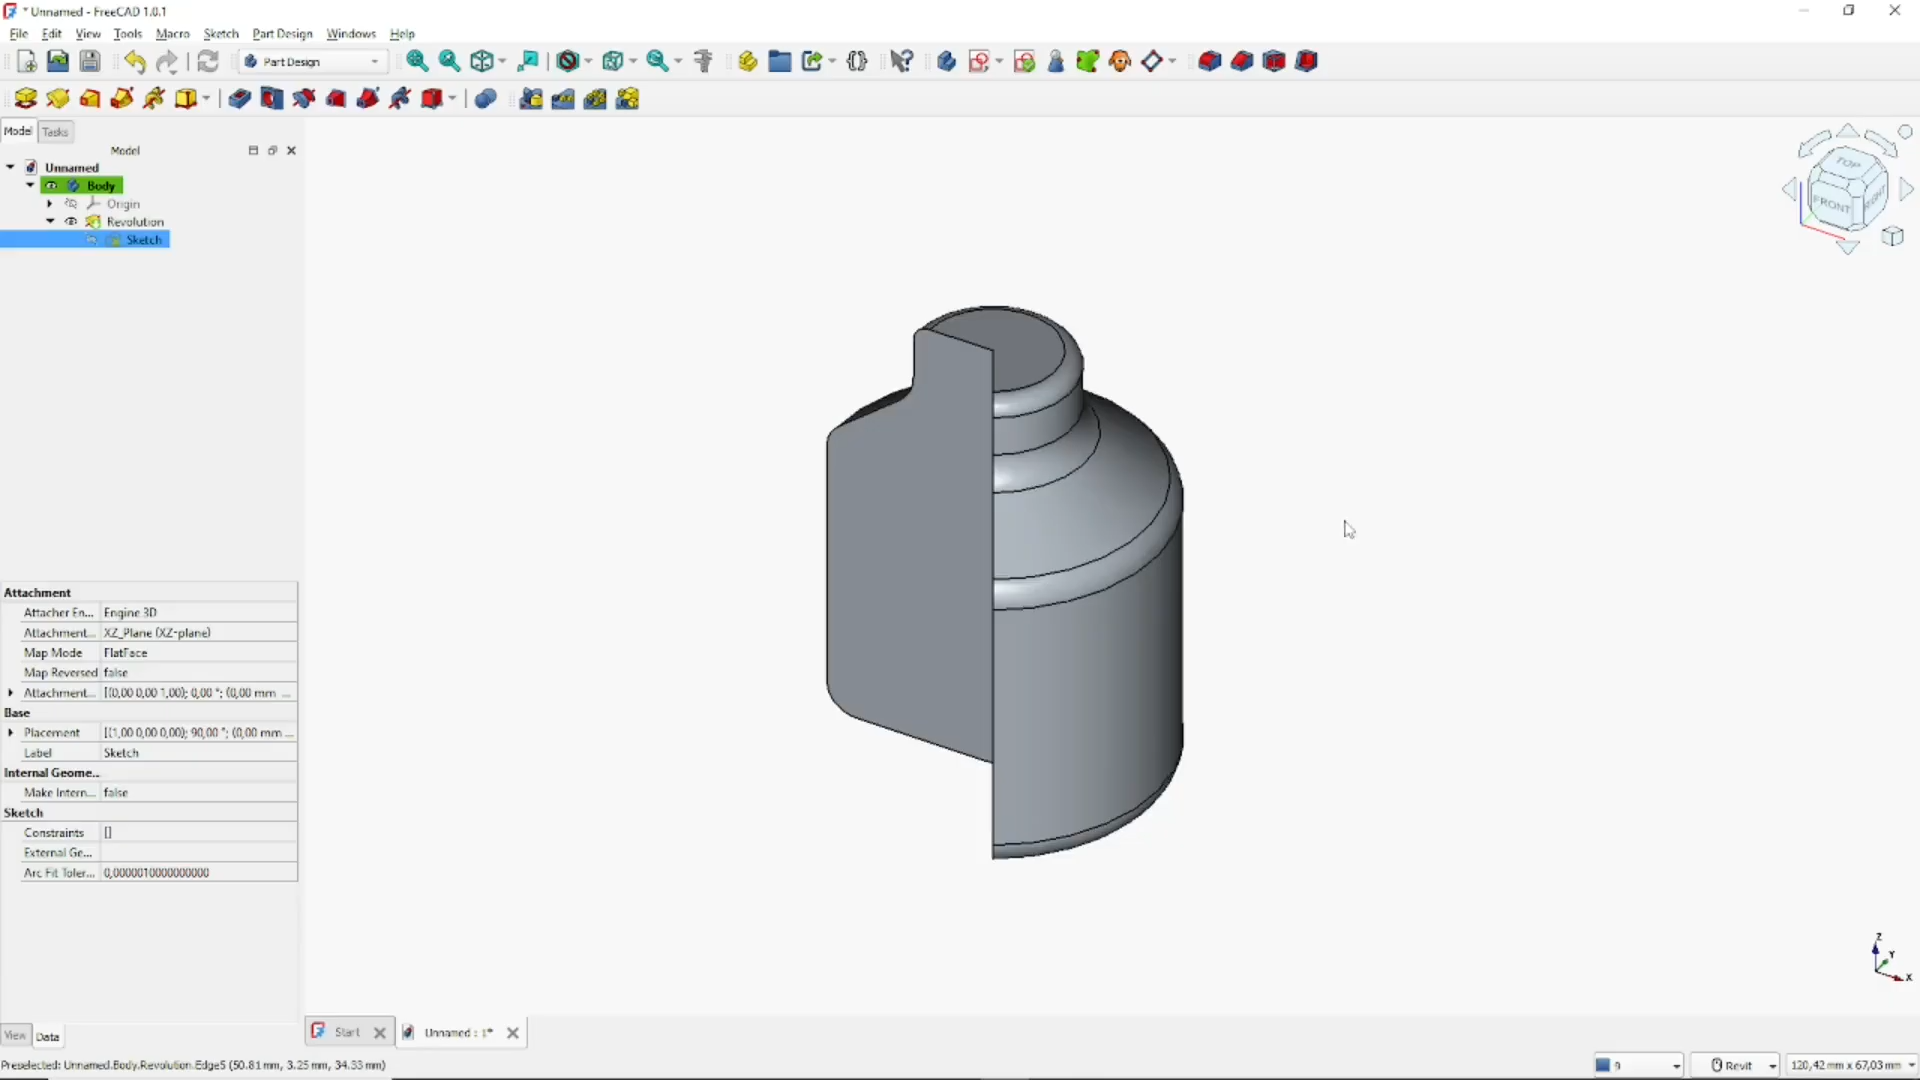 * Unnamed - FreeCAD 1.0.1
File Edit View Tools Macro Sketch Part Design Windows Help
Part Design
Model Tasks
Model
Unnamed
Body
Origin
Revolution
Sketch
TOP
FRONT
RIGHT
Attachment
Attacher En... Engine 3D
Attachment... XZ_Plane (XZ-plane)
Map Mode FlatFace
Map Reversed false
Attachment... [(0,00 0,00 1,00); 0,00 °; (0,00 mm ...
Base
Placement [(1,00 0,00 0,00); 90,00 °; (0,00 mm ...
Label Sketch
Internal Geome...
Make Intern... false
Sketch
Constraints []
External Ge...
Arc Fit Toler... 0,0000010000000000
Z
Y
X
View Data
Start
Unnamed : 1*
Preselected: Unnamed.Body.Revolution.Edge5 (50.81 mm, 3.25 mm, 34.33 mm)
9
Revit
120,42 mm x 67,03 mm